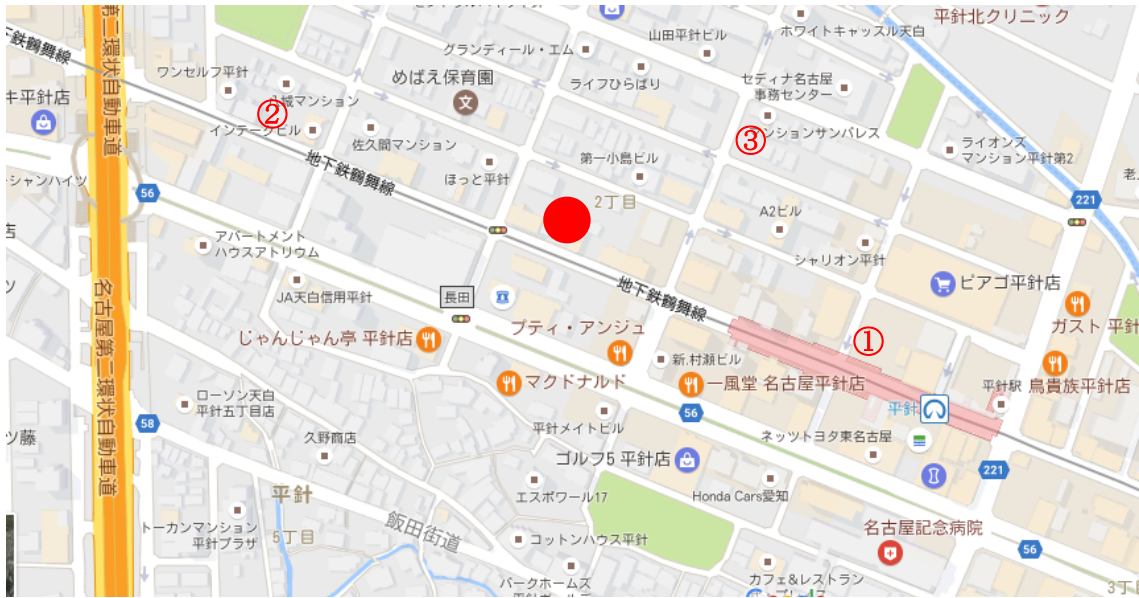 平針北クリニック
ホワイトキャッスル天白
山田平針ビル
グランディール・エム
地下鉄鶴舞線
第二環状自動車道
ワンセルフ平針
めばえ保育園
ライフひらばり
セディナ名古屋
事務センター
キ平針店
八城マンション
②
インテージビル
佐久間マンション
③
マンションサンパレス
ライオンズ
マンション平針第2
第一小島ビル
地下鉄鶴舞線
ほっと平針
シャンハイツ
56
2丁目
221
A2ビル
店
アパートメント
ハウスアトリウム
シャリオン平針
ピアゴ平針店
地下鉄鶴舞線
JA天白信用平針
長田
名古屋第二環状自動車道
じゃんじゃん亭 平針店
プティ・アンジュ
①
ガスト 平針
新.村瀬ビル
マクドナルド
一風堂 名古屋平針店
平針駅
鳥貴族平針店
ローソン天白
平針五丁目店
58
56
平針
平針メイトビル
ネッツトヨタ東名古屋
ツ藤
久野商店
ゴルフ5 平針店
221
エスポワール17
Honda Cars愛知
平針
飯田街道
トーカンマンション
平針プラザ
5丁目
コットンハウス平針
名古屋記念病院
56
パークホームズ
カフェ&レストラン
3丁目